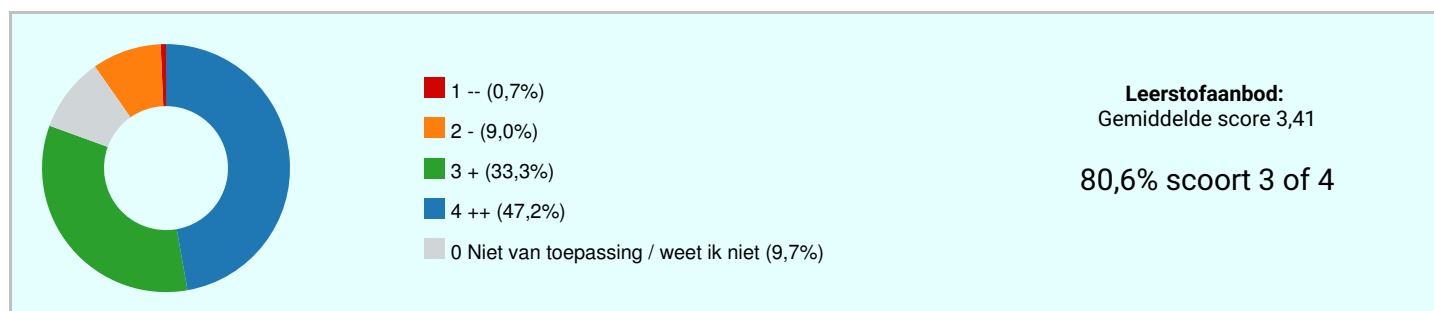 1 -- (0,7%)
2 - (9,0%)
3 + (33,3%)
4 ++ (47,2%)
0 Niet van toepassing / weet ik niet (9,7%)
Leerstofaanbod:
Gemiddelde score 3,41
80,6% scoort 3 of 4